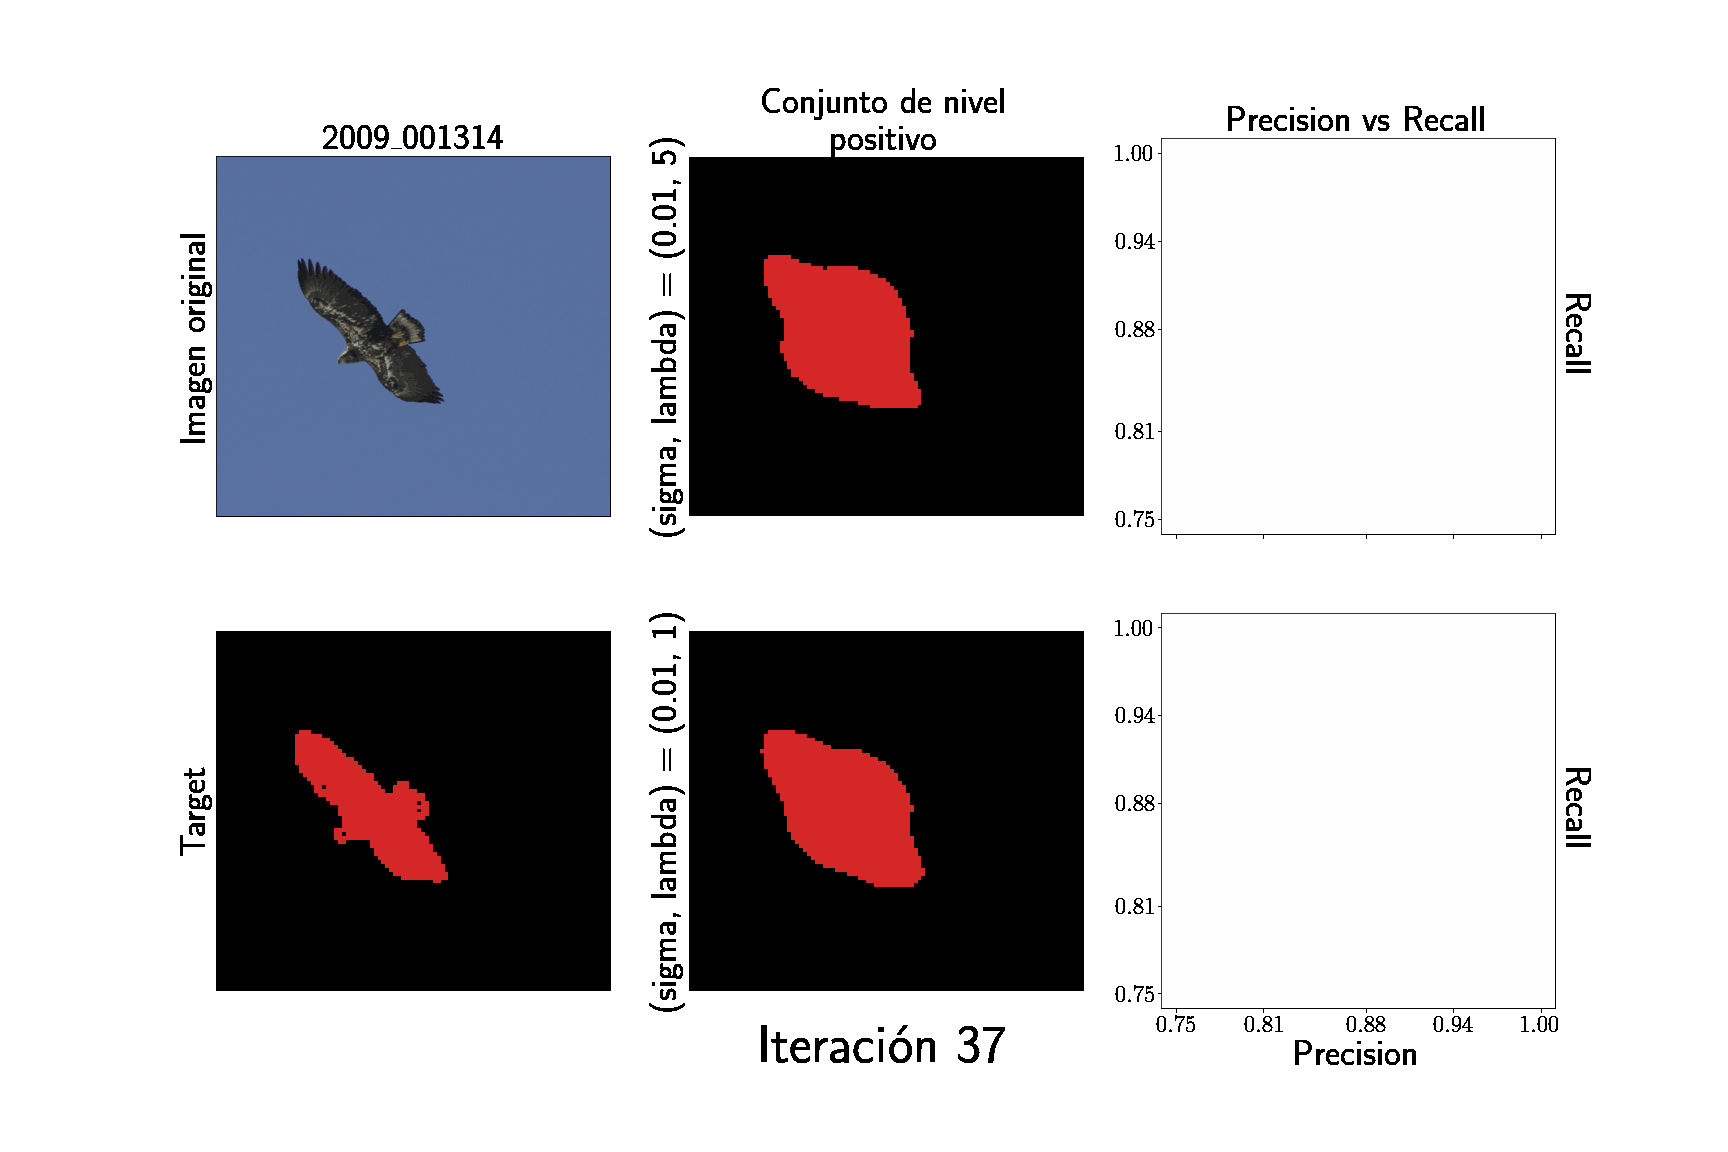 2009_001314
Imagen original
Conjunto de nivel
positivo
(sigma, lambda) = (0.01, 5)
Precision vs Recall
1.00
0.94
0.88
0.81
0.75
Recall
Target
(sigma, lambda) = (0.01, 1)
Iteración 37
1.00
0.94
0.88
0.81
0.75
0.75 0.81 0.88 0.94 1.00
Precision
Recall